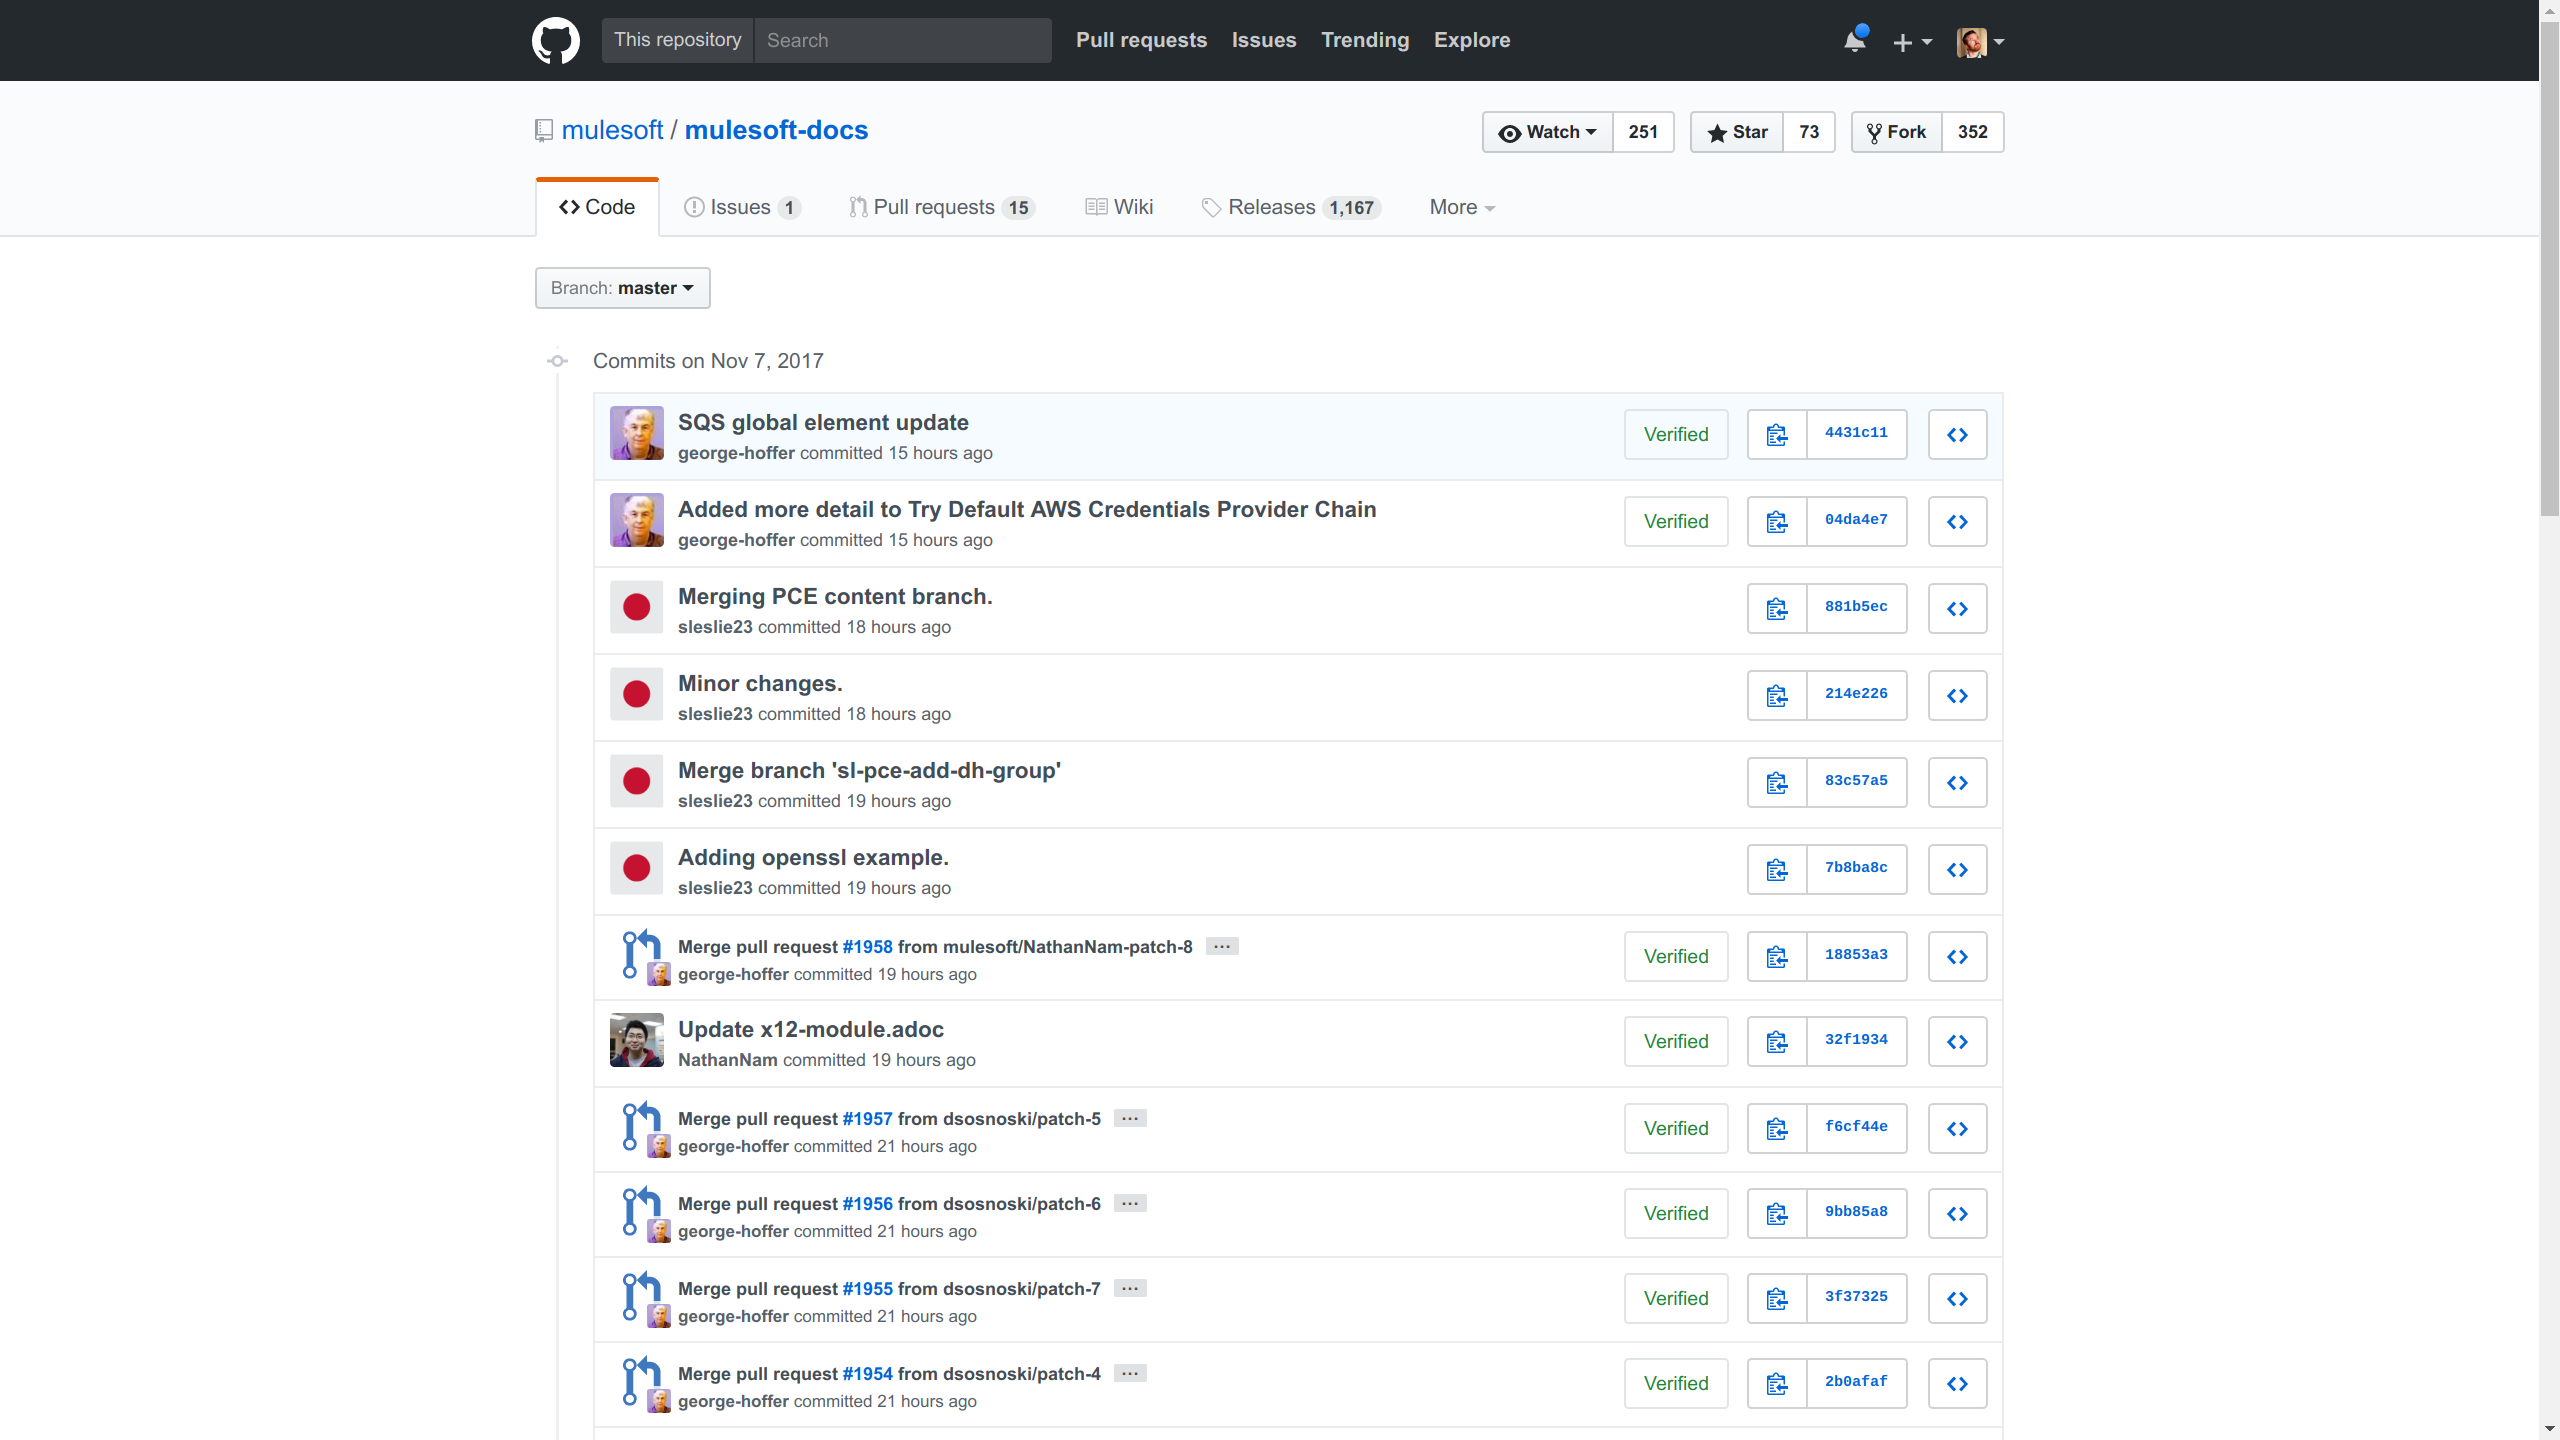 This repository Search Pull requests Issues Trending Explore
mulesoft / mulesoft-docs Watch 251 Star 73 Fork 352
Code Issues 1 Pull requests 15 Wiki Releases 1,167 More
Branch: master
Commits on Nov 7, 2017
SQS global element update
george-hoffer committed 15 hours ago
Verified 4431c11
Added more detail to Try Default AWS Credentials Provider Chain
george-hoffer committed 15 hours ago
Verified 04da4e7
Merging PCE content branch.
sleslie23 committed 18 hours ago
881b5ec
Minor changes.
sleslie23 committed 18 hours ago
214e226
Merge branch 'sl-pce-add-dh-group'
sleslie23 committed 19 hours ago
83c57a5
Adding openssl example.
sleslie23 committed 19 hours ago
7b8ba8c
Merge pull request #1958 from mulesoft/NathanNam-patch-8 …
george-hoffer committed 19 hours ago
Verified 18853a3
Update x12-module.adoc
NathanNam committed 19 hours ago
Verified 32f1934
Merge pull request #1957 from dsosnoski/patch-5 …
george-hoffer committed 21 hours ago
Verified f6cf44e
Merge pull request #1956 from dsosnoski/patch-6 …
george-hoffer committed 21 hours ago
Verified 9bb85a8
Merge pull request #1955 from dsosnoski/patch-7 …
george-hoffer committed 21 hours ago
Verified 3f37325
Merge pull request #1954 from dsosnoski/patch-4 …
george-hoffer committed 21 hours ago
Verified 2b0afaf